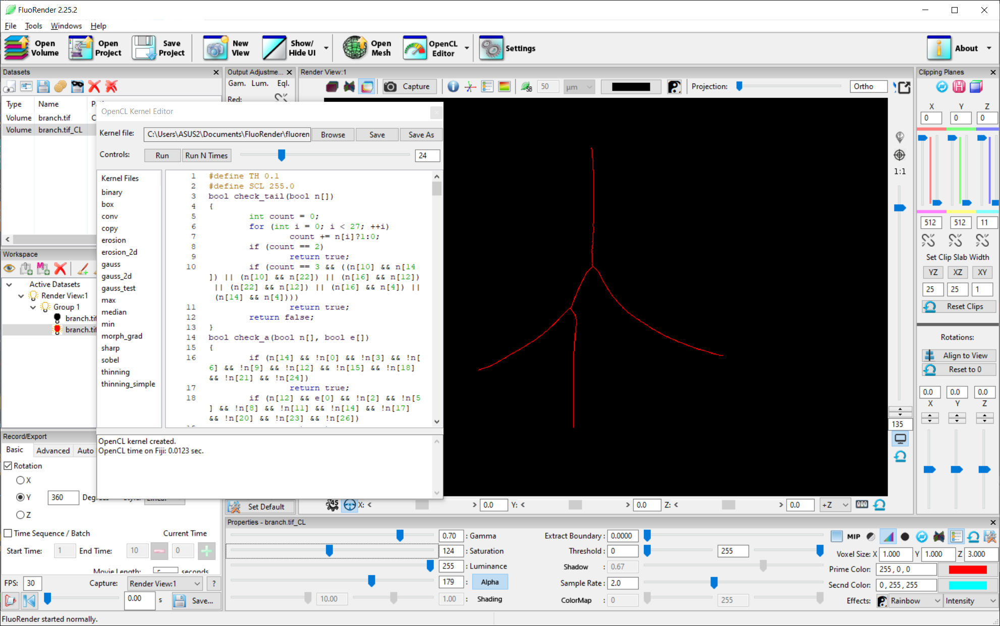 FluoRender 2.25.2
File Tools Windows Help
Open Volume
Open Project
Save Project
New View
Show/ Hide UI
Open Mesh
OpenCL Editor
Settings
About
Datasets
Type Name
Volume branch.tif C
Volume branch.tif_CL
Output Adjustme...
Gam. Lum. Eql.
Red:
Render View:1
Capture
SB
50
µm
Projection:
Ortho
OpenCL Kernel Editor
Kernel file: C:\Users\ASUS2\Documents\FluoRender\fluoren Browse Save Save As
Controls: Run Run N Times 24
Kernel Files
binary
box
conv
copy
erosion
erosion_2d
gauss
gauss_2d
gauss_test
max
median
min
morph_grad
sharp
sobel
thinning
thinning_simple
1 #define TH 0.1
2 #define SCL 255.0
3 bool check_tail(bool n[])
4 {
5 int count = 0;
6 for (int i = 0; i < 27; ++i)
7 count += n[i]?1:0;
8 if (count == 2)
9 return true;
10 if (count == 3 && ((n[10] && n[14
]) || (n[10] && n[22]) || (n[16] && n[12])
|| (n[22] && n[12]) || (n[16] && n[4]) ||
(n[14] && n[4])))
11 return true;
12 return false;
13 }
14 bool check_a(bool n[], bool e[])
15 {
16 if (n[14] && !n[0] && !n[3] && !n[
6] && !n[9] && !n[12] && !n[15] && !n[18]
&& !n[21] && !n[24])
17 return true;
18 if (n[12] && e[0] && !n[2] && !n[5
] && !n[8] && !n[11] && !n[14] && !n[17]
&& !n[20] && !n[23] && !n[26])
OpenCL kernel created.
OpenCL time on Fiji: 0.0123 sec.
Workspace
Active Datasets
Render View:1
Group 1
branch.tif
branch.tif
Record/Export
Basic Advanced Auto
Rotation
X
Y 360
Z
Time Sequence / Batch Current Time
Start Time: 1 End Time: 10 0
Movie Length: 5 seconds
FPS: 30 Capture: Render View:1 ?
0.00 s Save...
Set Default
45 X: < > 0.0 Y: < > 0.0 Z: < > 0.0 +Z 000
1:1
135
Clipping Planes
X Y Z
0 0 0
512 512 11
Set Clip Slab Width
YZ XZ XY
25 25 1
Reset Clips
Rotations:
Align to View
Reset to 0
0.0 0.0 0.0
X Y Z
Properties - branch.tif_CL
0.70 : Gamma Extract Boundary : 0.0000 MIP
124 : Saturation Threshold : 0 255 Voxel Size: X 1.000 Y 1.000 Z 3.000
255 : Luminance Shadow : 0.67 Prime Color: 255 , 0 , 0
179 : Alpha Sample Rate : 2.0 Secnd Color: 0 , 255 , 255
10.00 1.00 : Shading ColorMap : 0 255 Effects: Rainbow Intensity
FluoRender started normally.